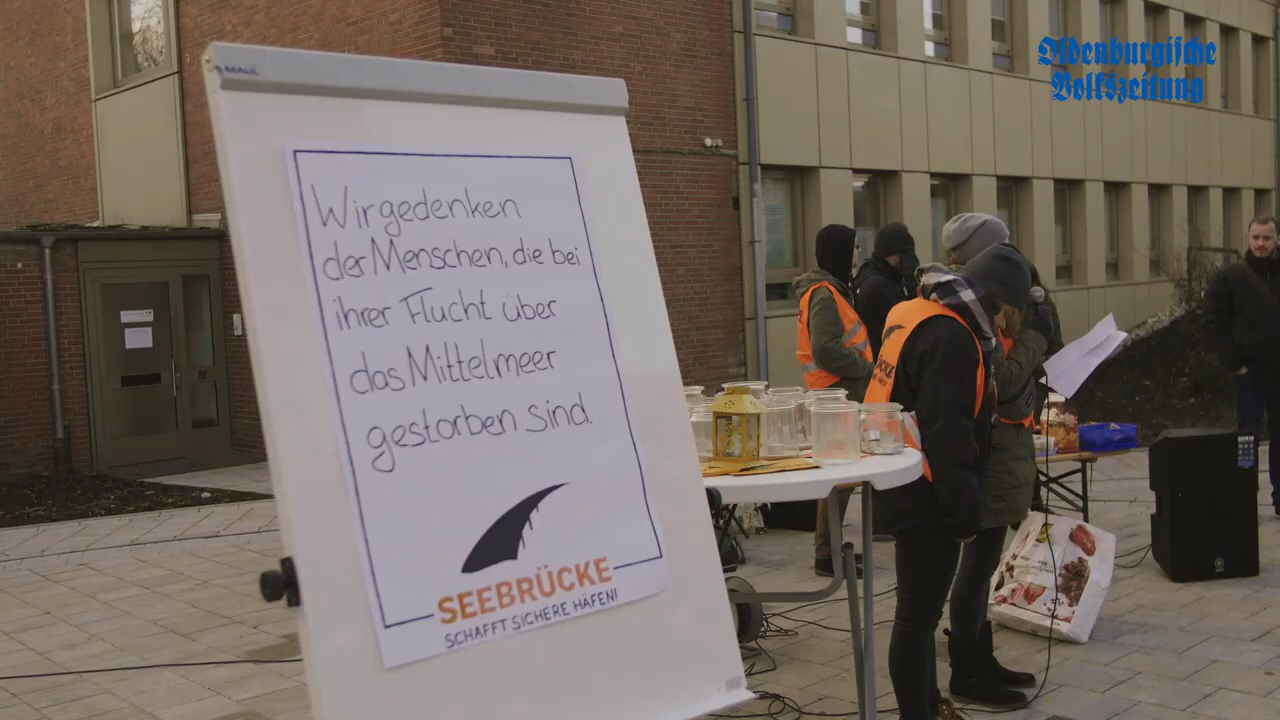 Oldenburgische
Volkszeitung
MAUL
Wir gedenken
der Menschen, die bei
ihrer Flucht über
das Mittelmeer
gestorben sind.
SEEBRÜCKE
SCHAFFT SICHERE HÄFEN!